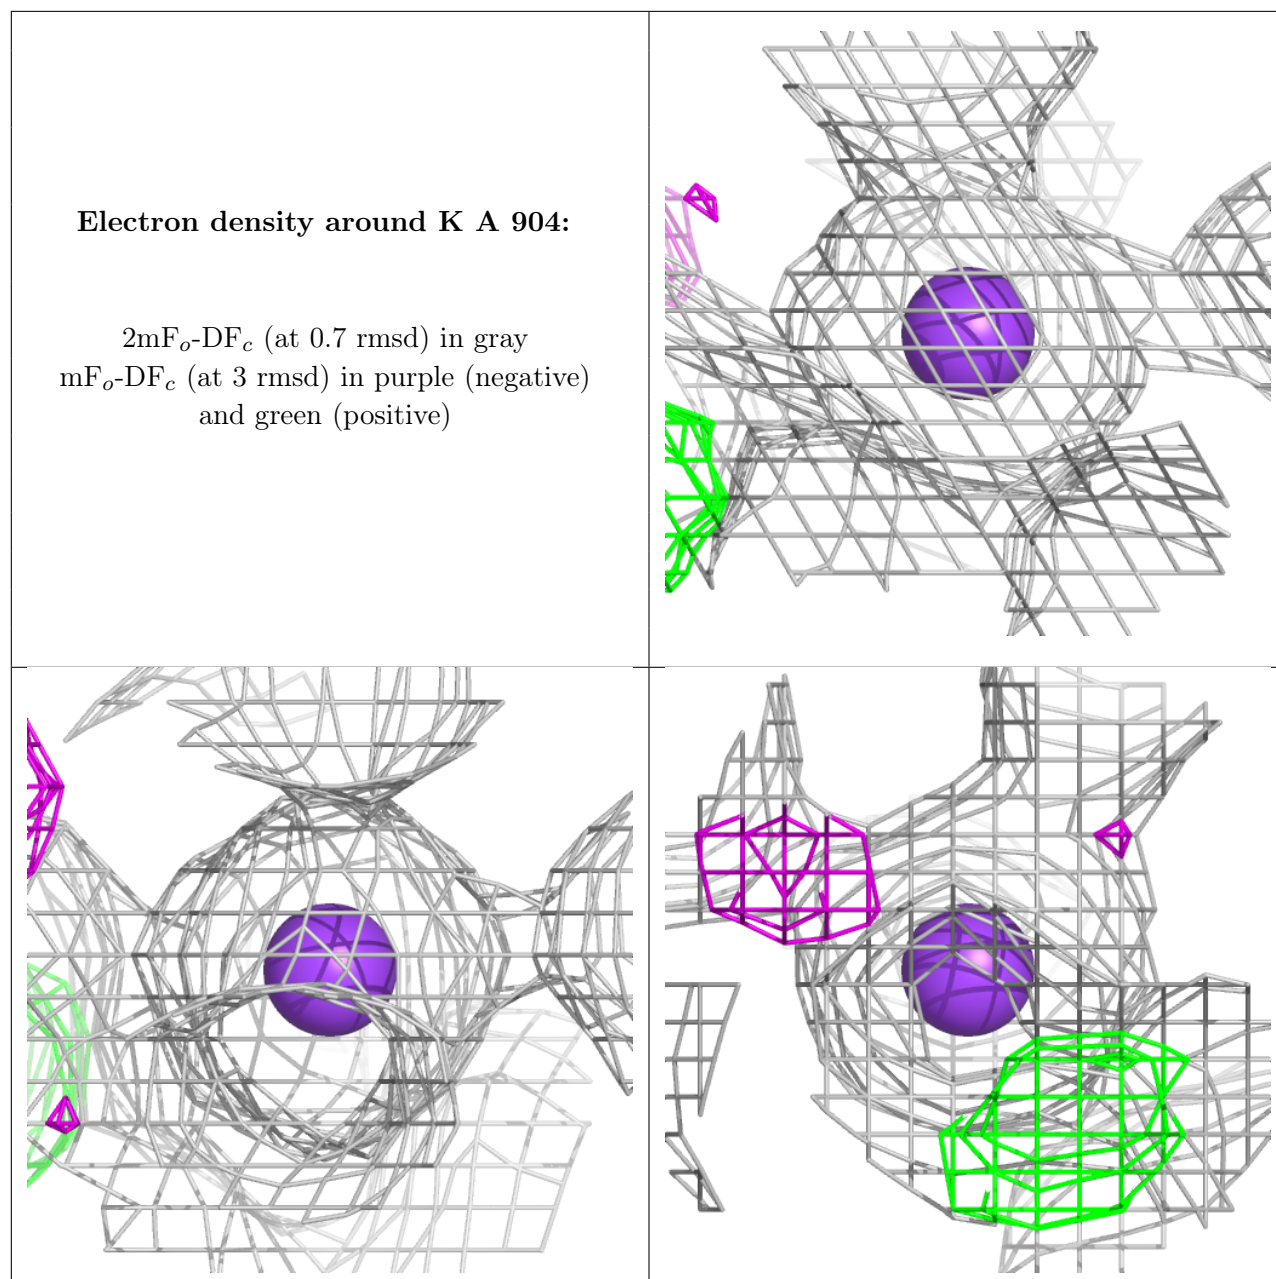 Electron density around K A 904:
2mFo-DFc (at 0.7 rmsd) in gray
mFo-DFc (at 3 rmsd) in purple (negative)
and green (positive)